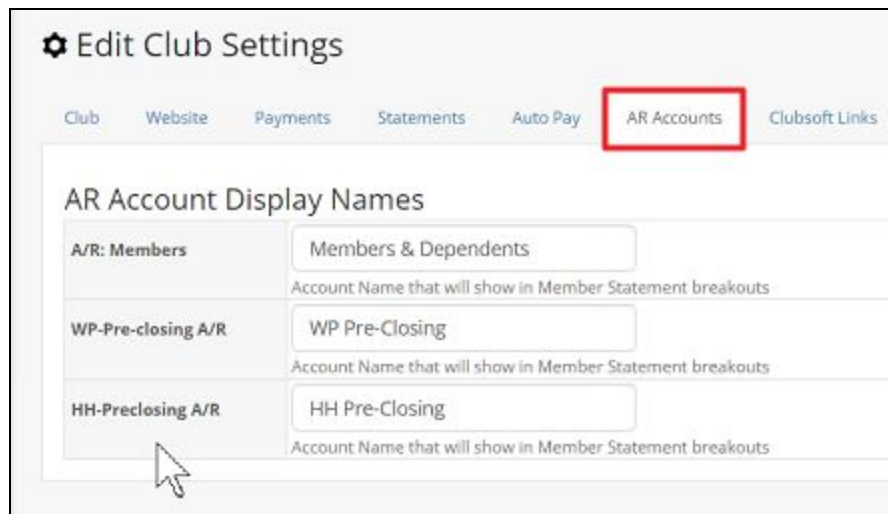 Edit Club Settings
Club Website Payments Statements Auto Pay AR Accounts Clubsoft Links
AR Account Display Names
A/R: Members Members & Dependents
Account Name that will show in Member Statement breakouts
WP-Pre-closing A/R WP Pre-Closing
Account Name that will show in Member Statement breakouts
HH-Preclosing A/R HH Pre-Closing
Account Name that will show in Member Statement breakouts